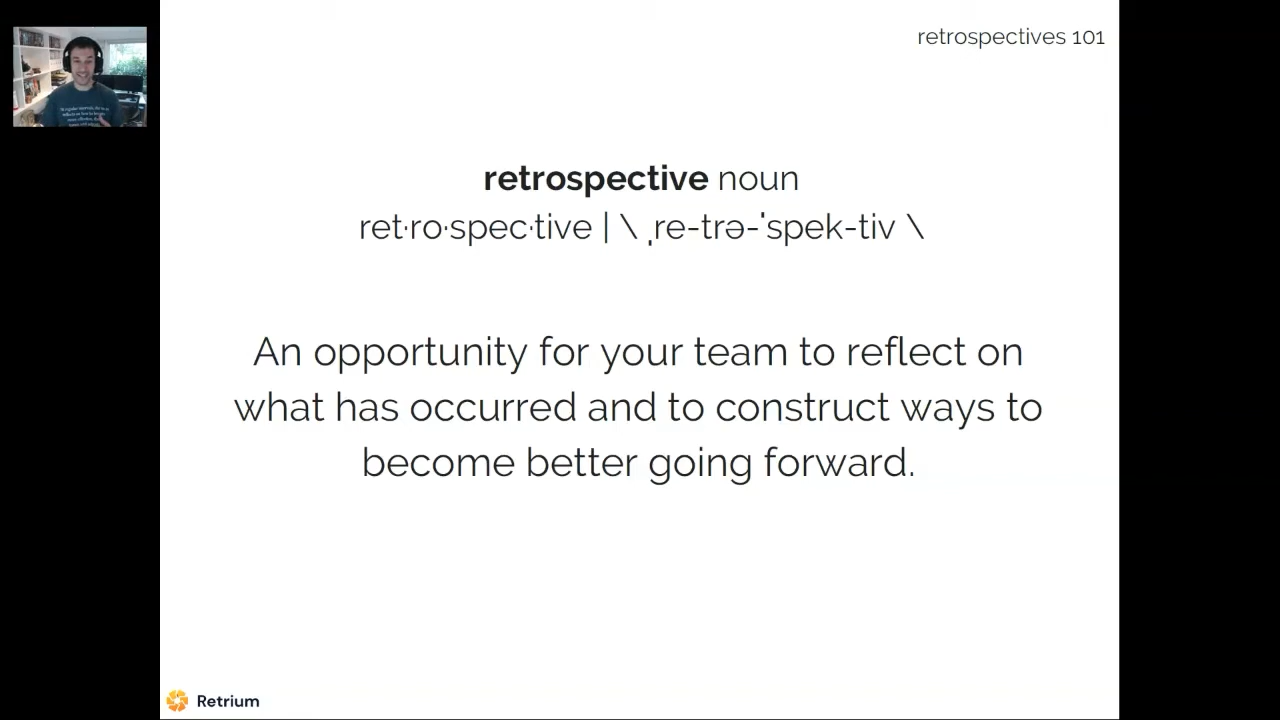 retrospectives 101
retrospective noun
ret·ro·spec·tive | \ ˌre-trə-ˈspek-tiv \
An opportunity for your team to reflect on
what has occurred and to construct ways to
become better going forward.
Retrium